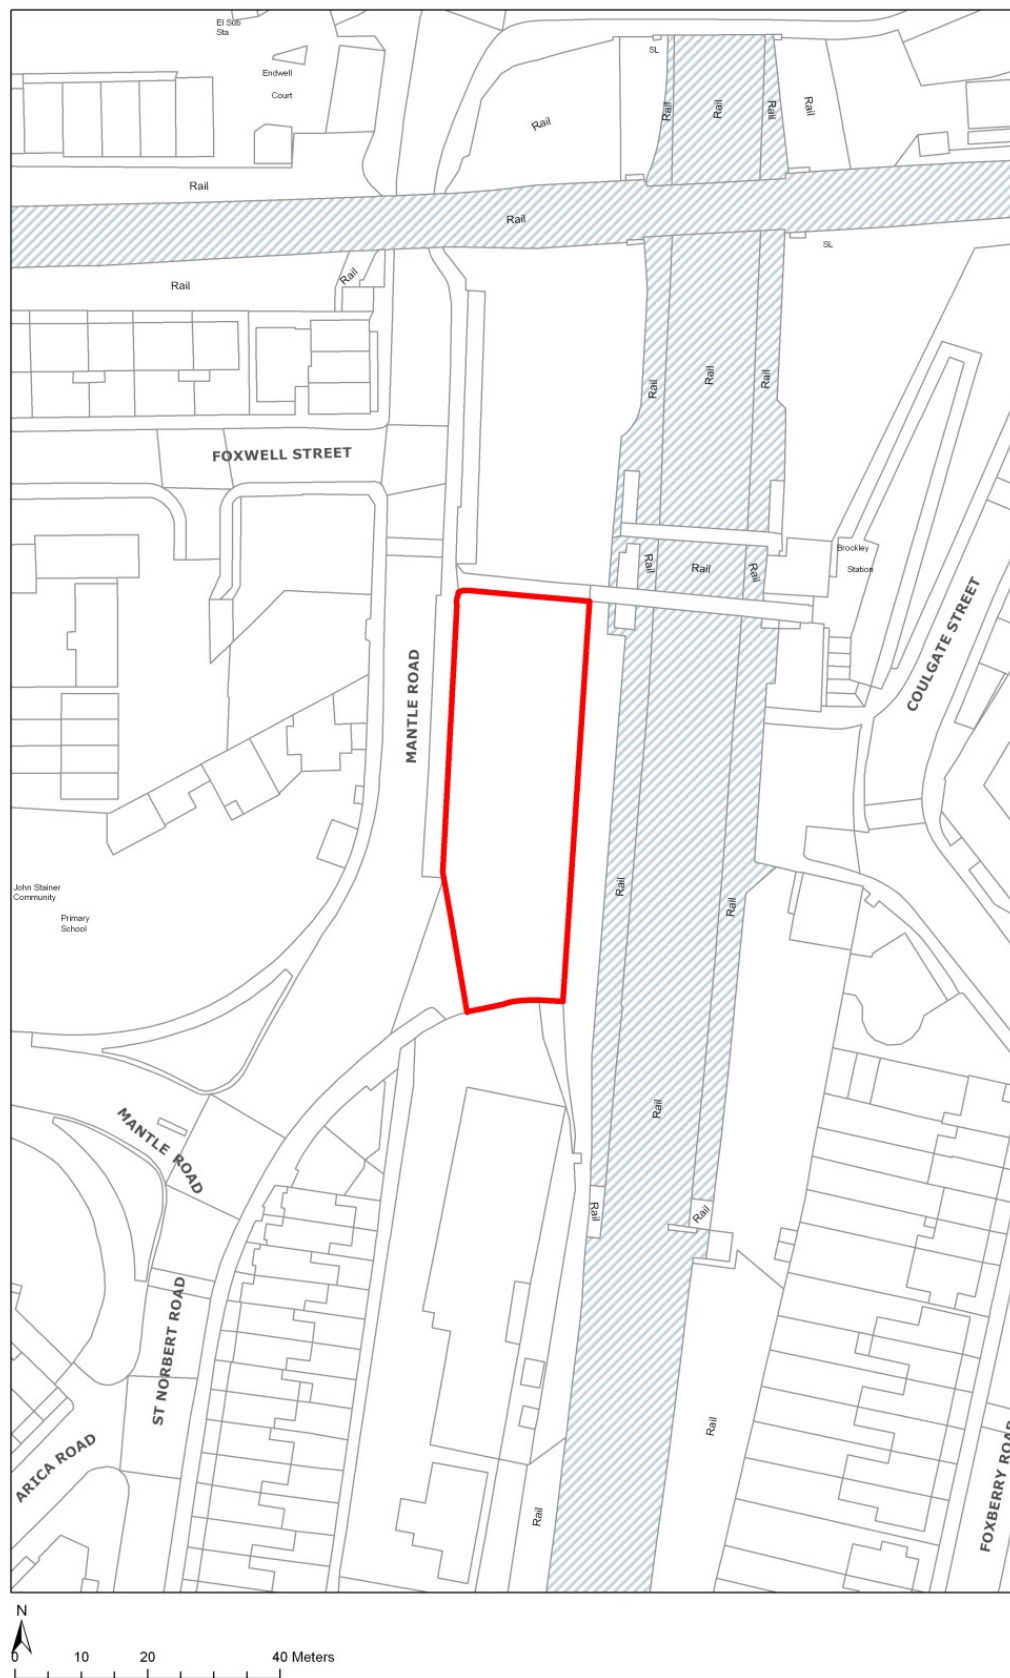 El Sub
Sta
SL
Endwell
Court
Rail
Rail
Rail
Rail
Rail
Rail
Rail
SL
Rail
Rail
Rail
Rail
Rail
FOXWELL STREET
Brockley
Station
Rail
Rail
Rail
COULGATE STREET
MANTLE ROAD
John Stainer
Community
Primary
School
Rail
Rail
MANTLE ROAD
Rail
Rail
Rail
ST NORBERT ROAD
Rail
ARICA ROAD
Rail
FOXBERRY ROAD
N
0 10 20 40 Meters